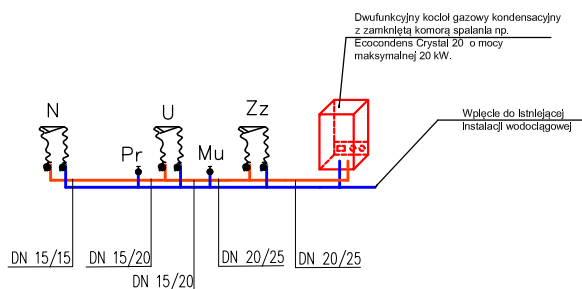 Dwufunkcyjny kocioł gazowy kondensacyjny
z zamkniętą komorą spalania np.
Ecocondens Crystal 20 o mocy
maksymalnej 20 kW.
N
U
Zz
Pr
Mu
Wpięcie do Istniejącej
Instalacji wodociągowej
DN 15/15
DN 15/20
DN 15/20
DN 20/25
DN 20/25